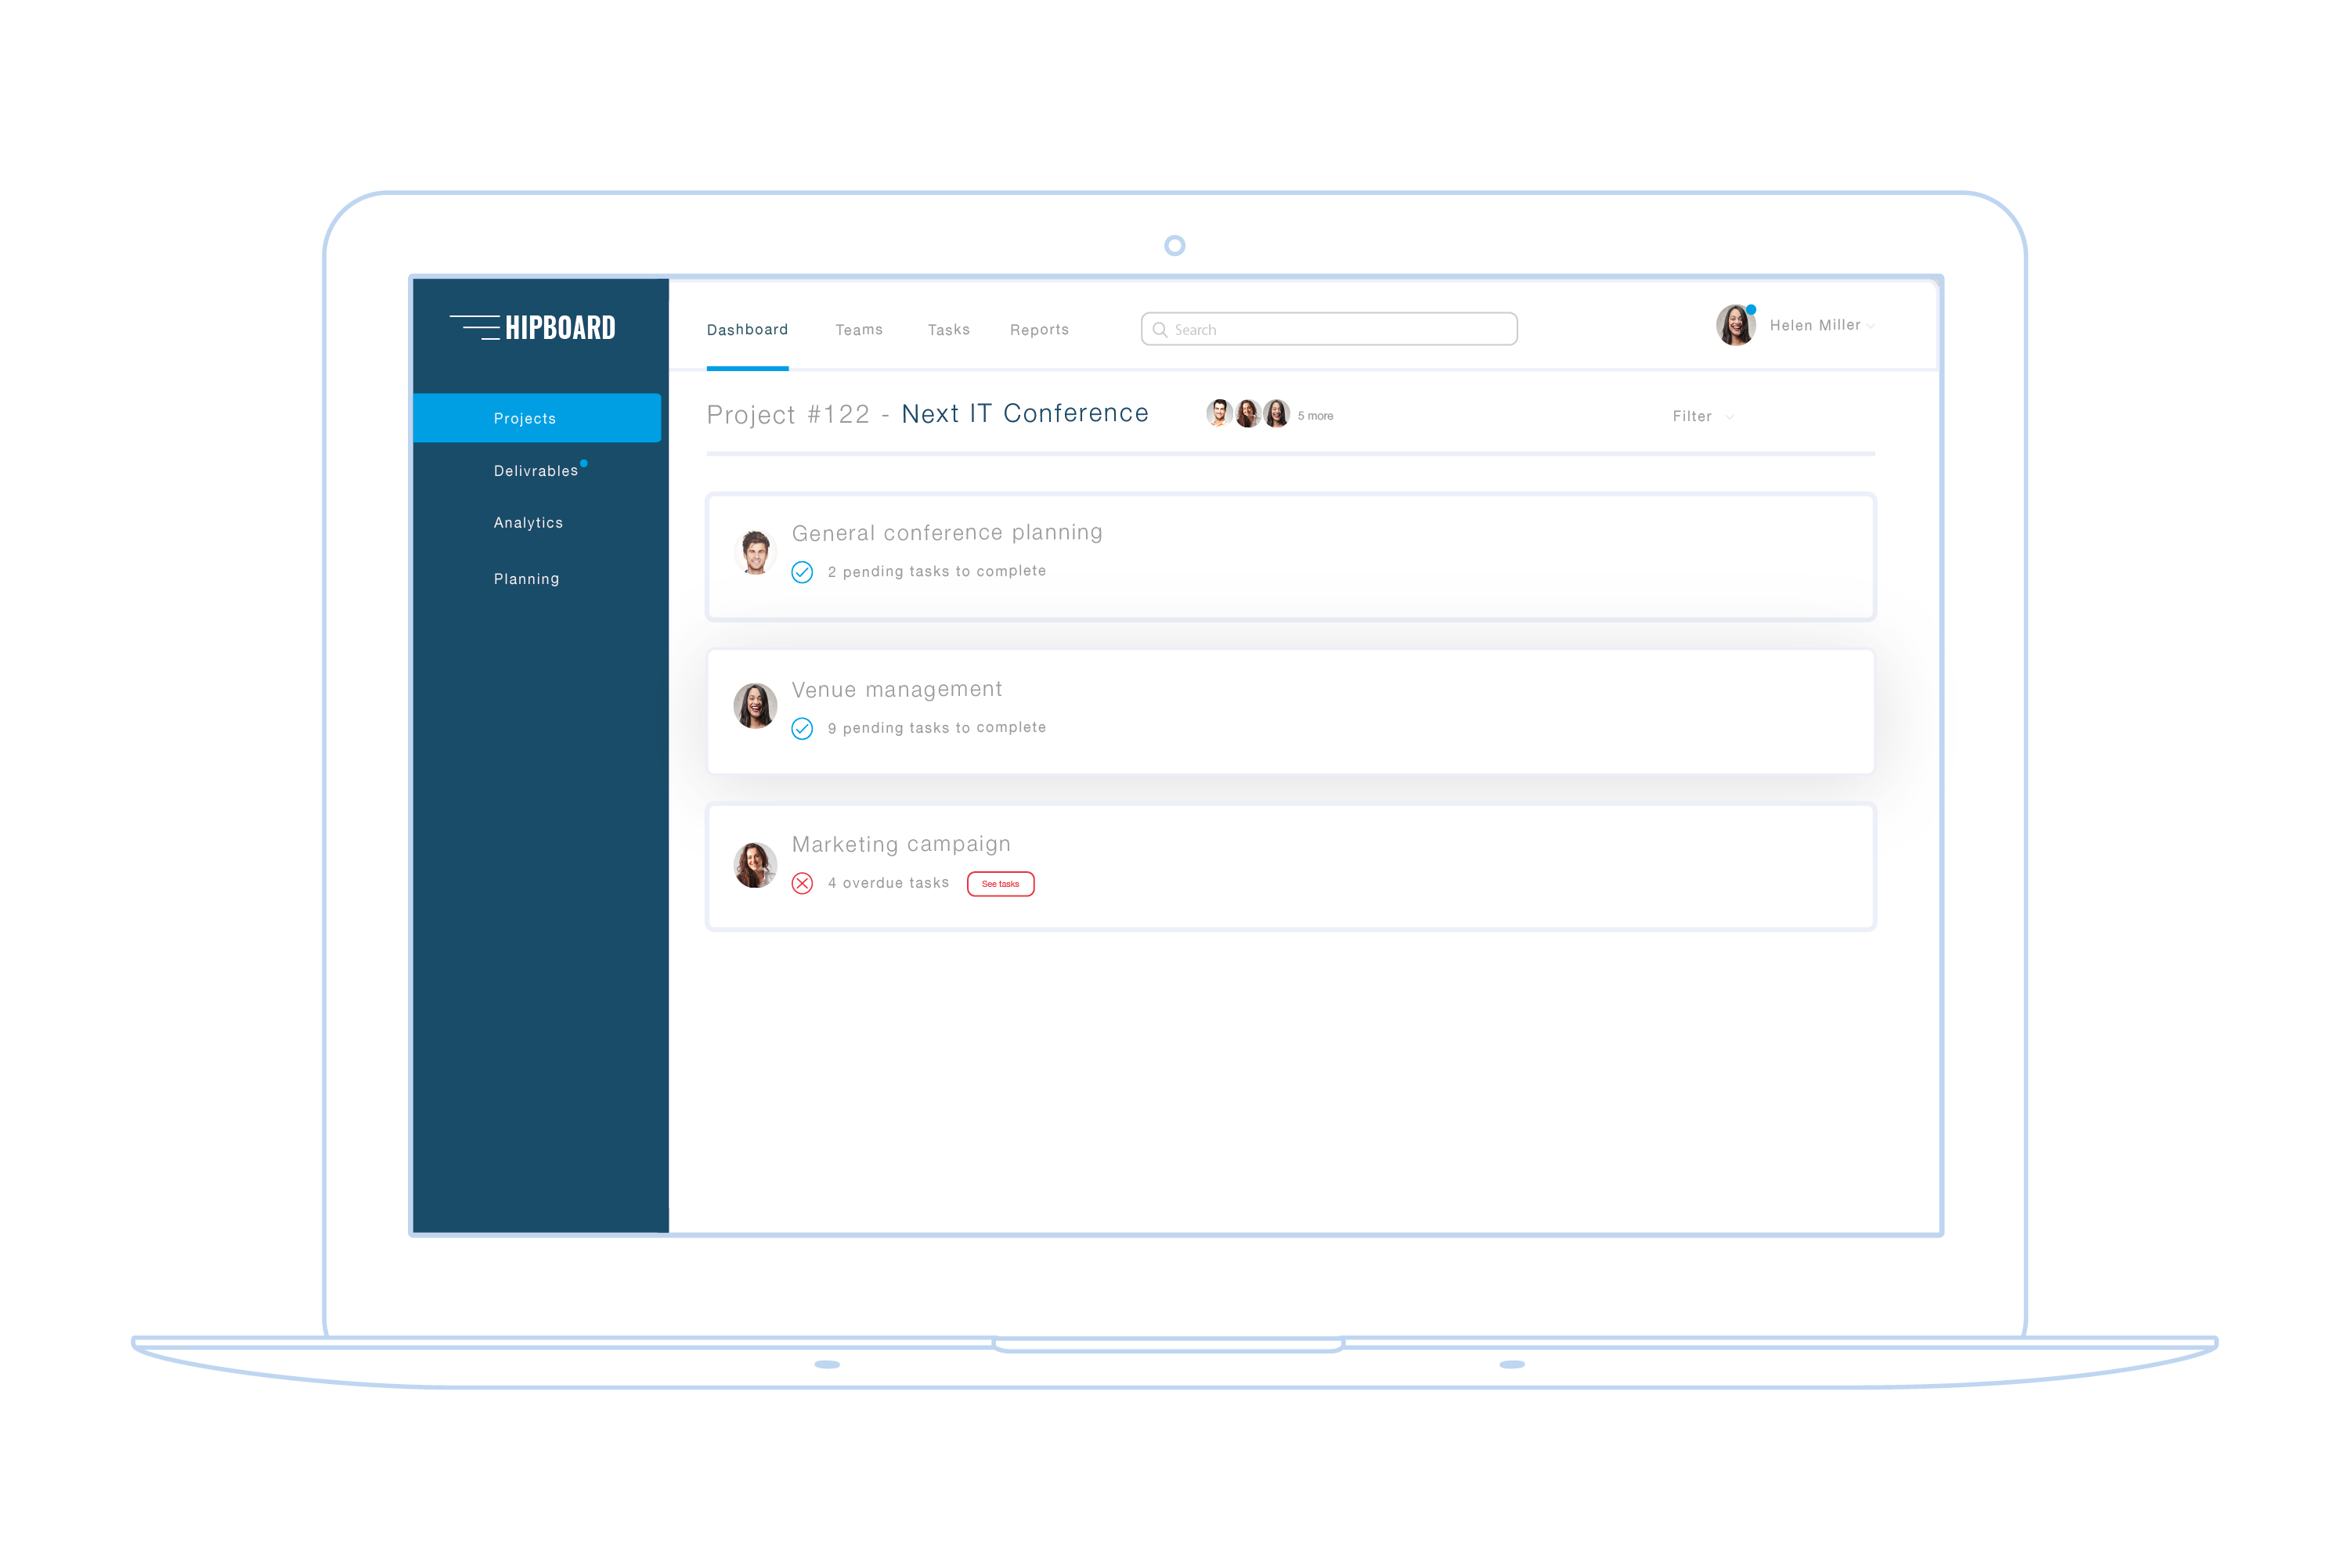 HIPBOARD
Dashboard Teams Tasks Reports Search Helen Miller
Projects
Delivrables
Analytics
Planning
Project #122 - Next IT Conference 5 more Filter
General conference planning
2 pending tasks to complete
Venue management
9 pending tasks to complete
Marketing campaign
4 overdue tasks See tasks